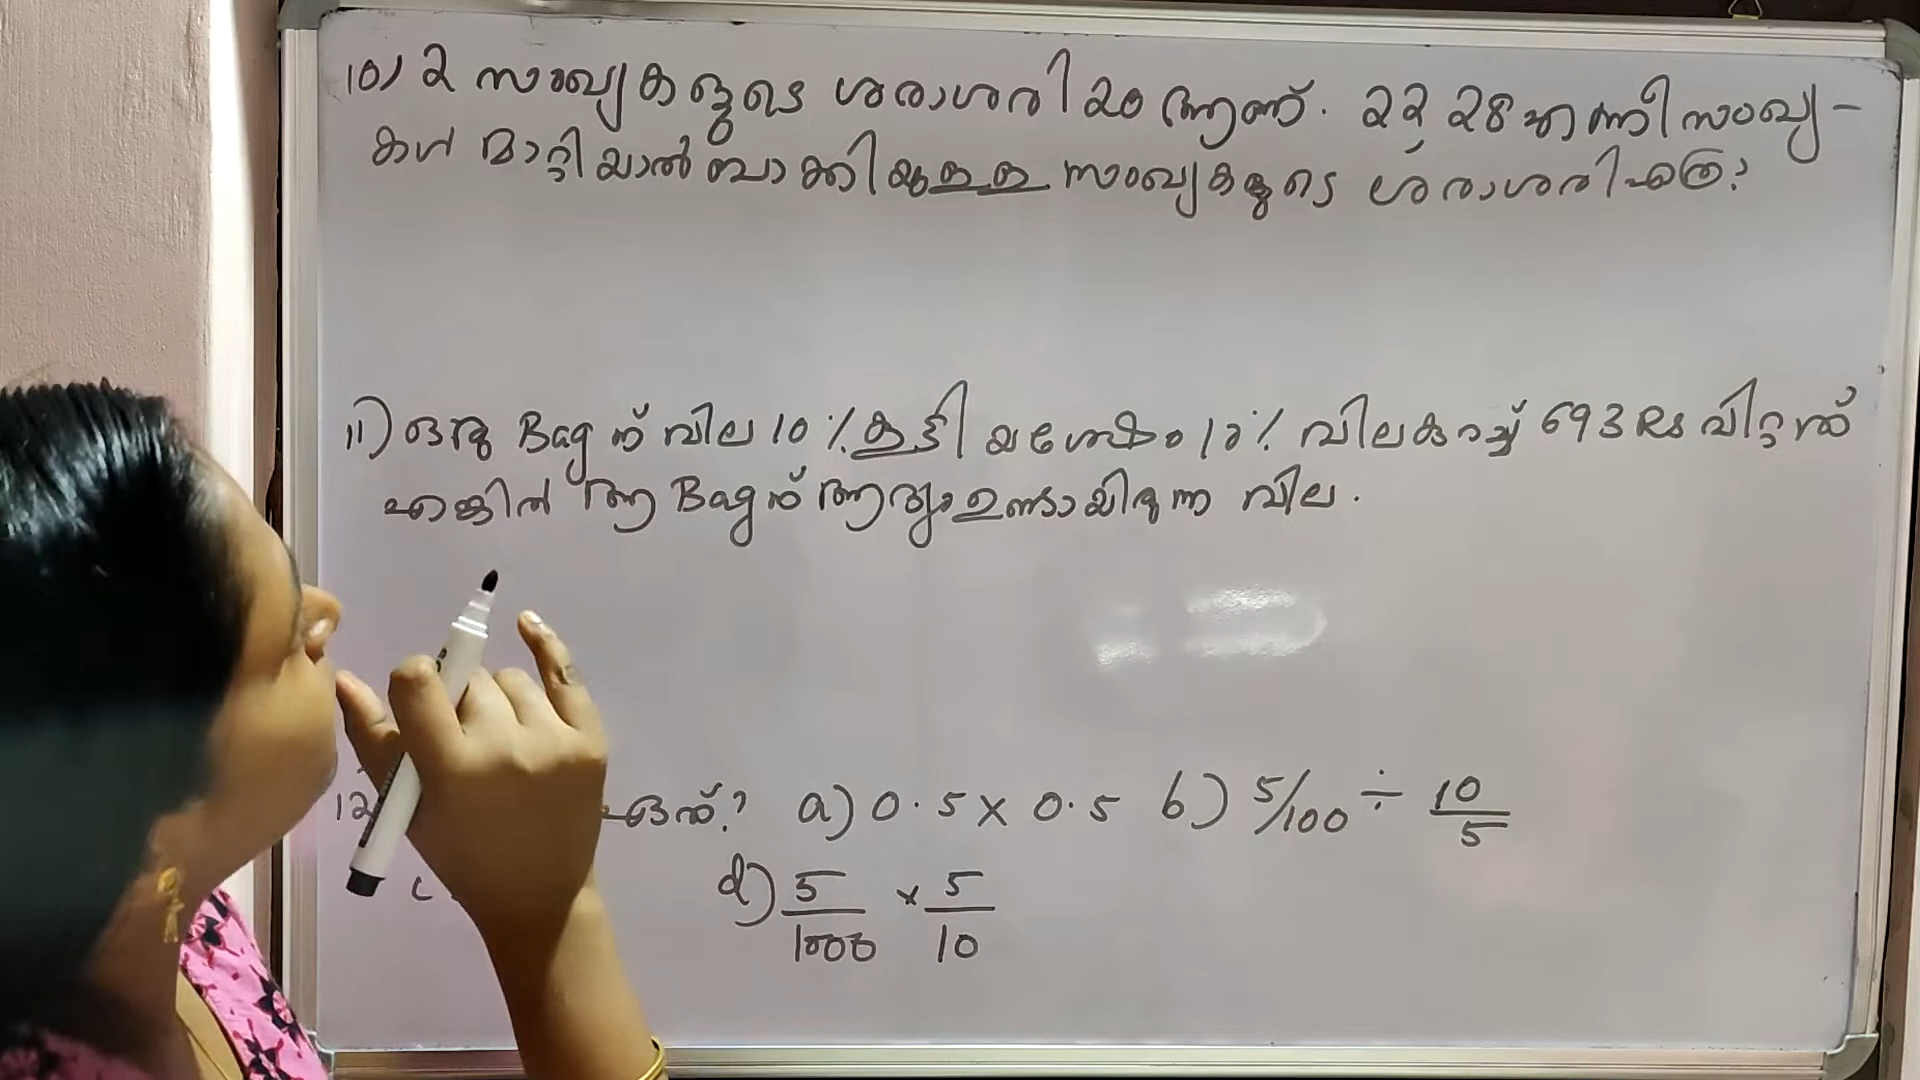 10) 2 സംഖ്യകളുടെ ശരാശരി 20 ആണ്. 22, 28 എന്നീ സംഖ്യ-
കൾ മാറ്റിയാൽ ബാക്കിയുള്ള സംഖ്യകളുടെ ശരാശരി എത്ര?
11) ഒരു Bag ന് വില 10% കൂട്ടിയശേഷം 10% വിലകുറച്ച് 693 Rs വിറ്റത്
എങ്കിൽ ആ Bag ന് ആദ്യം ഉണ്ടായിരുന്ന വില.
12 ഏത്? a) 0.5 x 0.5 b) 5/100 ÷ 10/5
d) 5/1000 x 5/10